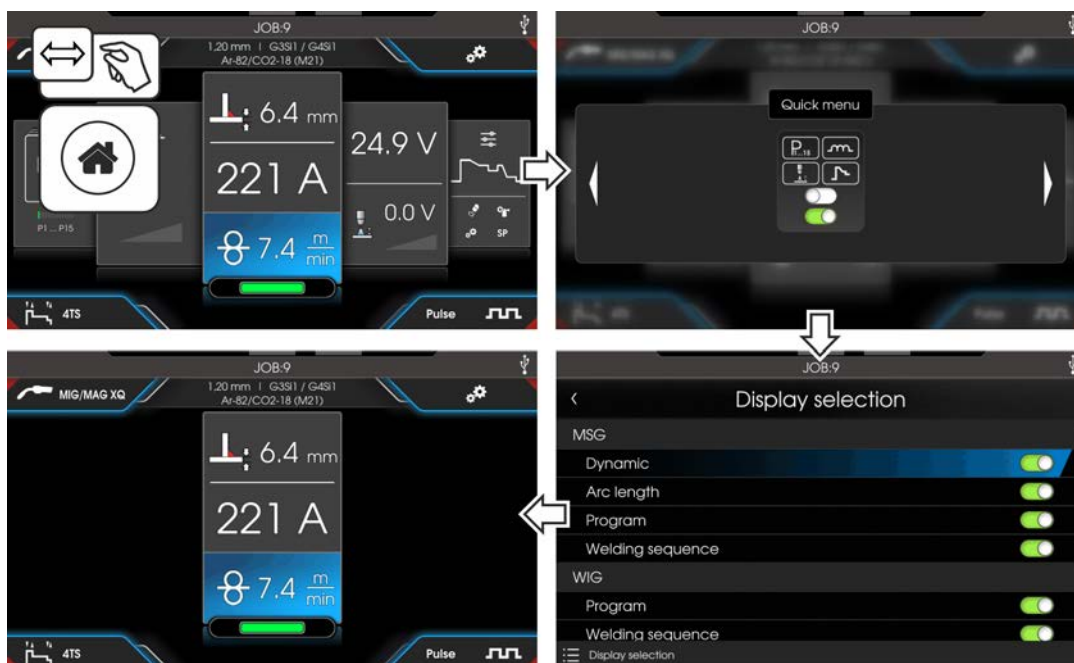 JOB:9
1,20 mm I G3Si1 / G4Si1
Ar-82/CO2-18 (M21)
6.4 mm
221 A
7.4 m
min
24.9 V
0.0 V
P1 ... P15
SP
4TS
Pulse
JOB:9
Quick menu
P
1...15
JOB:9
MIG/MAG XQ
1,20 mm I G3Si1 / G4Si1
Ar-82/CO2-18 (M21)
6.4 mm
221 A
7.4 m
min
4TS
Pulse
JOB:9
Display selection
MSG
Dynamic
Arc length
Program
Welding sequence
WIG
Program
Welding sequence
Display selection